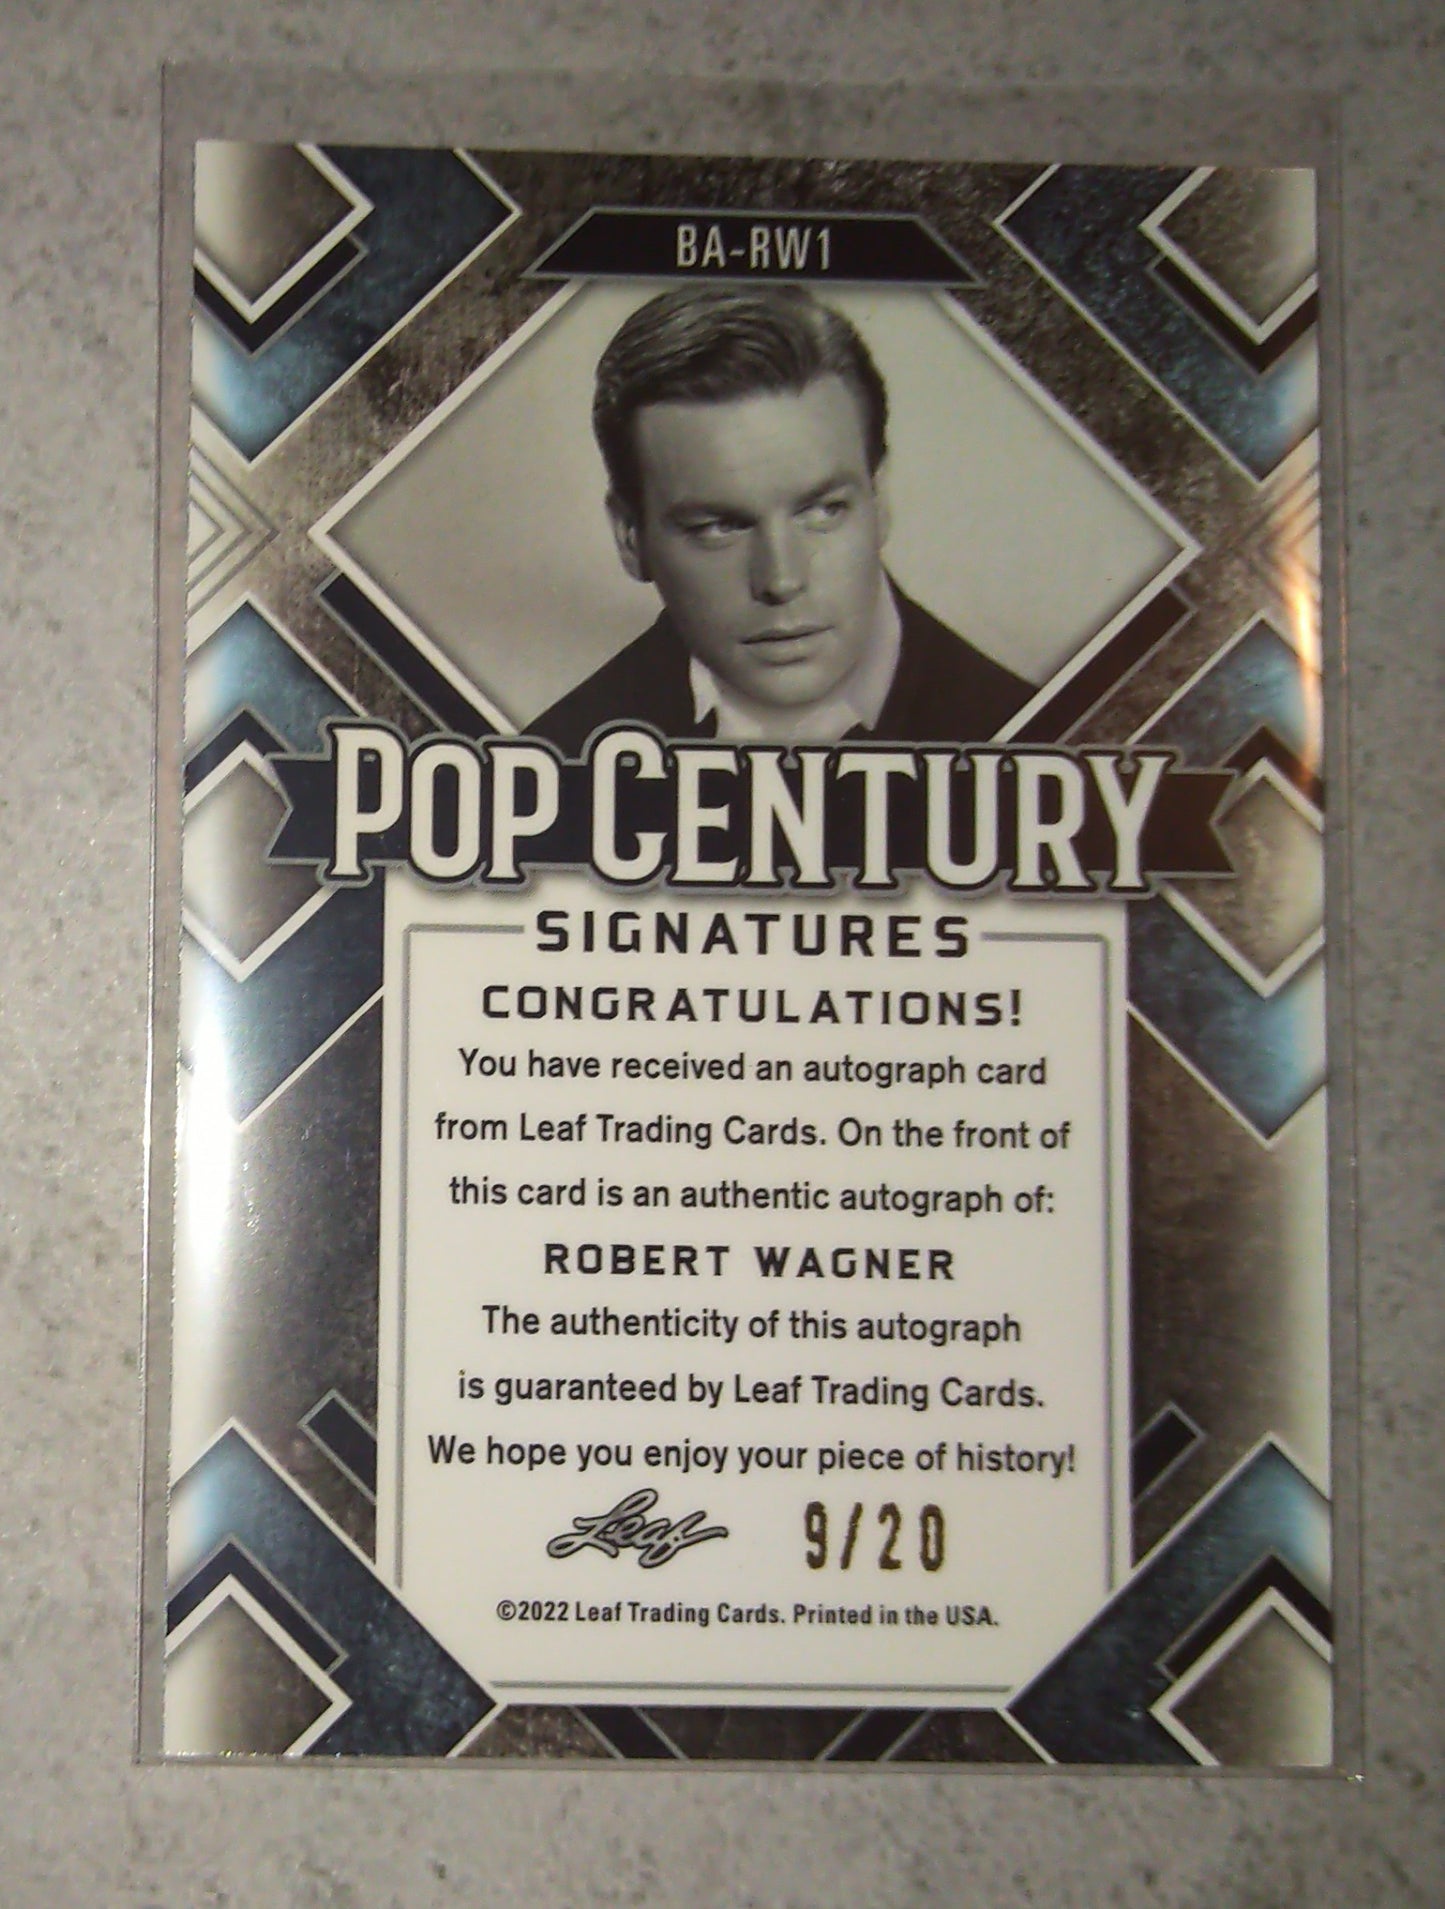 BA-RW1
POP CENTURY
SIGNATURES
CONGRATULATIONS!
You have received an autograph card
from Leaf Trading Cards. On the front of
this card is an authentic autograph of:
ROBERT WAGNER
The authenticity of this autograph
is guaranteed by Leaf Trading Cards.
We hope you enjoy your piece of history!
Leaf 9/20
©2022 Leaf Trading Cards. Printed in the USA.